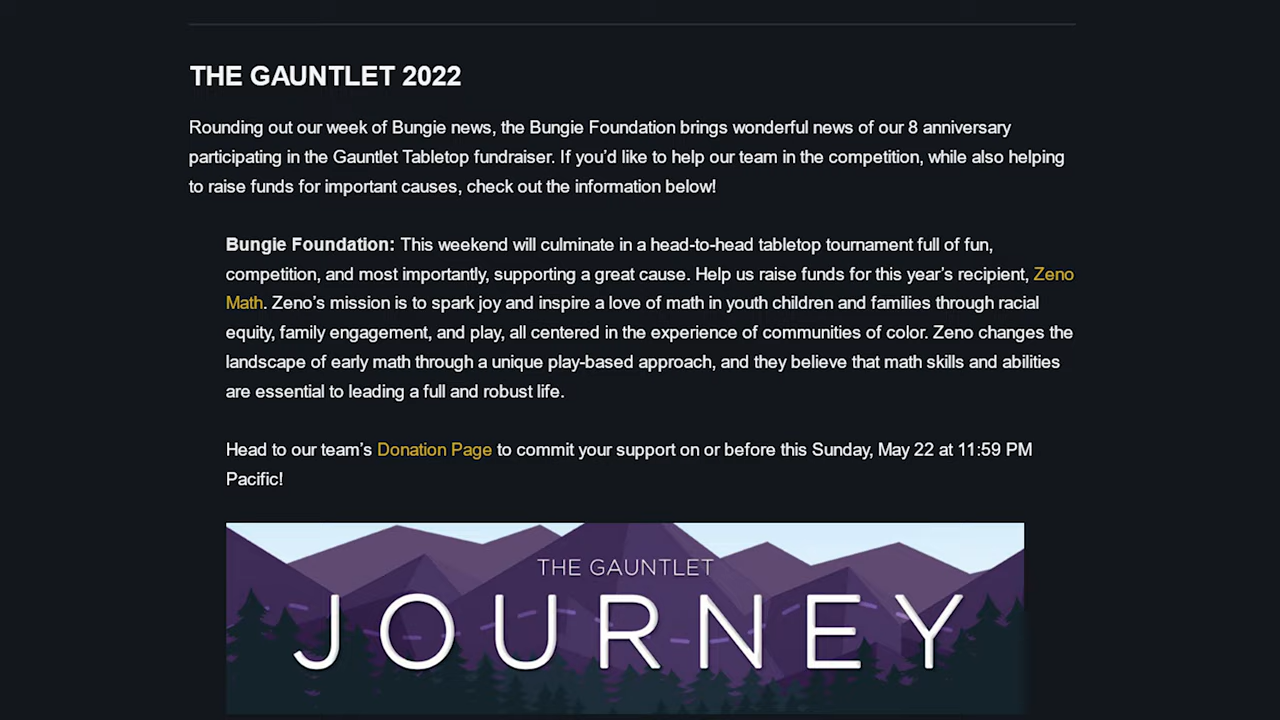 THE GAUNTLET 2022
Rounding out our week of Bungie news, the Bungie Foundation brings wonderful news of our 8 anniversary
participating in the Gauntlet Tabletop fundraiser. If you’d like to help our team in the competition, while also helping
to raise funds for important causes, check out the information below!
Bungie Foundation: This weekend will culminate in a head-to-head tabletop tournament full of fun,
competition, and most importantly, supporting a great cause. Help us raise funds for this year’s recipient, Zeno
Math. Zeno’s mission is to spark joy and inspire a love of math in youth children and families through racial
equity, family engagement, and play, all centered in the experience of communities of color. Zeno changes the
landscape of early math through a unique play-based approach, and they believe that math skills and abilities
are essential to leading a full and robust life.
Head to our team’s Donation Page to commit your support on or before this Sunday, May 22 at 11:59 PM
Pacific!
THE GAUNTLET
JOURNEY